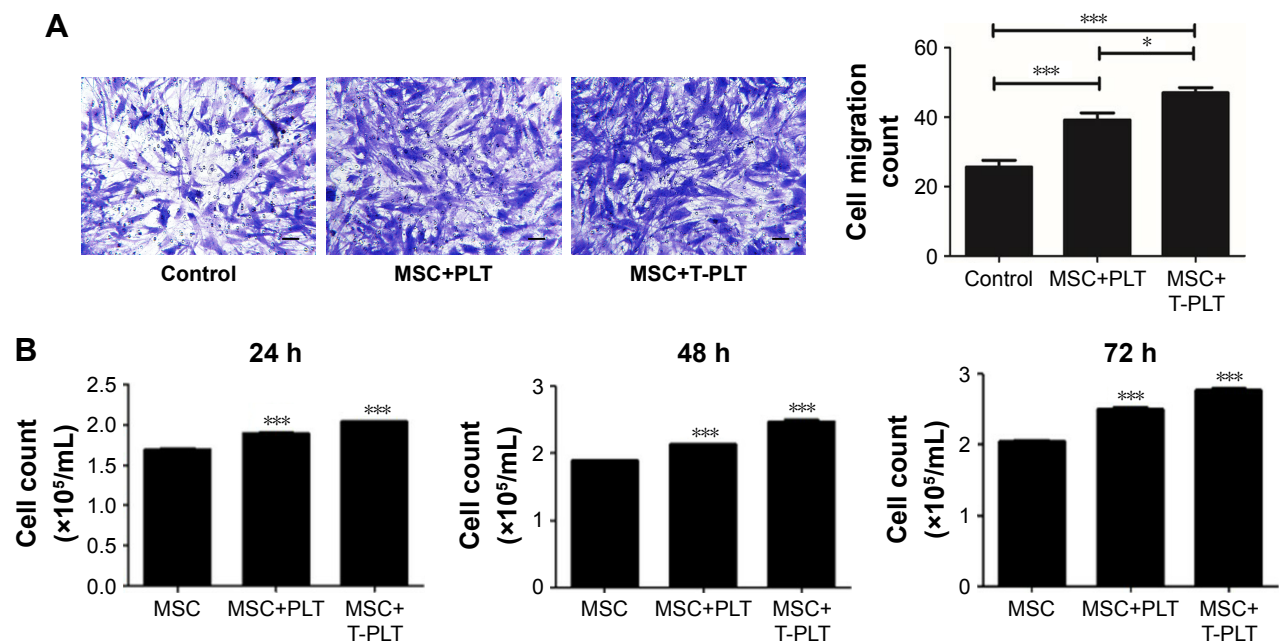 A
Control
MSC+PLT
MSC+T-PLT
Cell migration
count
60
40
20
0
***
*
***
Control
MSC+PLT
MSC+
T-PLT
B
24 h
Cell count
(×10⁵/mL)
2.5
2.0
1.5
1.0
0.5
0.0
***
***
MSC
MSC+PLT
MSC+
T-PLT
48 h
Cell count
(×10⁵/mL)
3
2
1
0
***
***
MSC
MSC+PLT
MSC+
T-PLT
72 h
Cell count
(×10⁵/mL)
3
2
1
0
***
***
MSC
MSC+PLT
MSC+
T-PLT